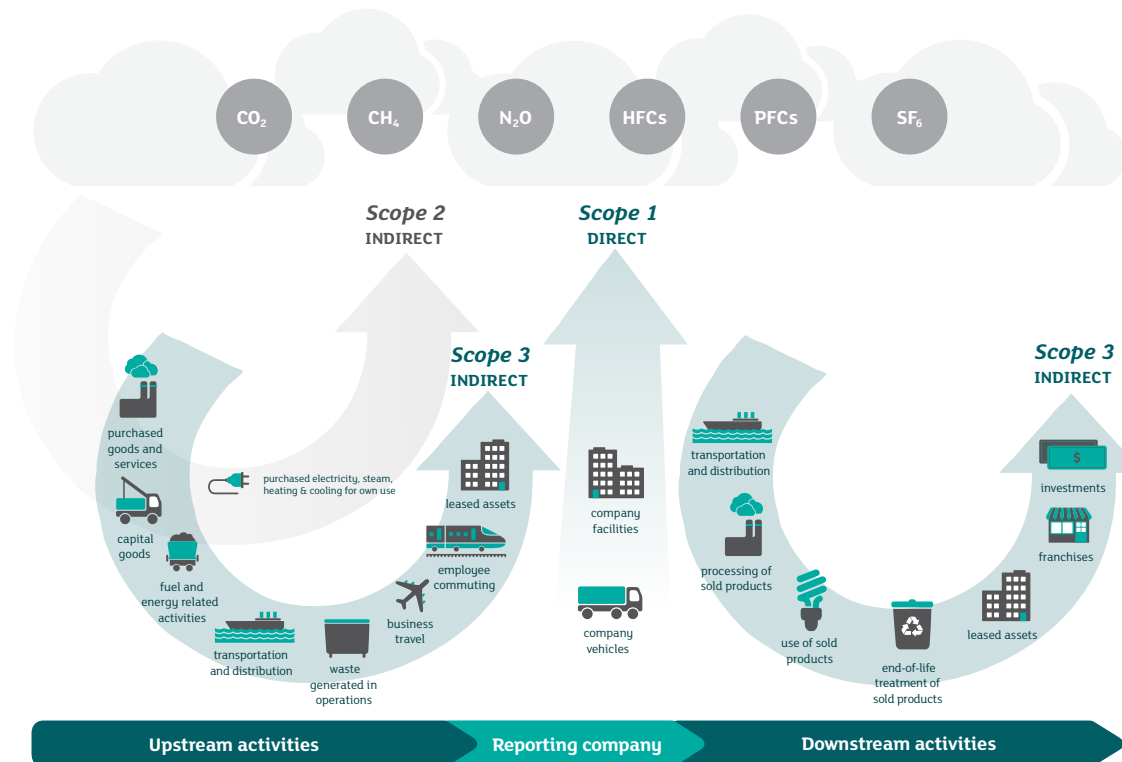 CO₂
CH₄
N₂O
HFCs
PFCs
SF₆
Scope 2
INDIRECT
Scope 1
DIRECT
Scope 3
INDIRECT
Scope 3
INDIRECT
purchased
goods and
services
capital
goods
fuel and
energy related
activities
transportation
and distribution
waste
generated in
operations
business
travel
employee
commuting
leased assets
purchased electricity, steam,
heating & cooling for own use
company
facilities
company
vehicles
transportation
and distribution
processing of
sold products
use of sold
products
end-of-life
treatment of
sold products
leased assets
franchises
investments
$
Upstream activities
Reporting company
Downstream activities